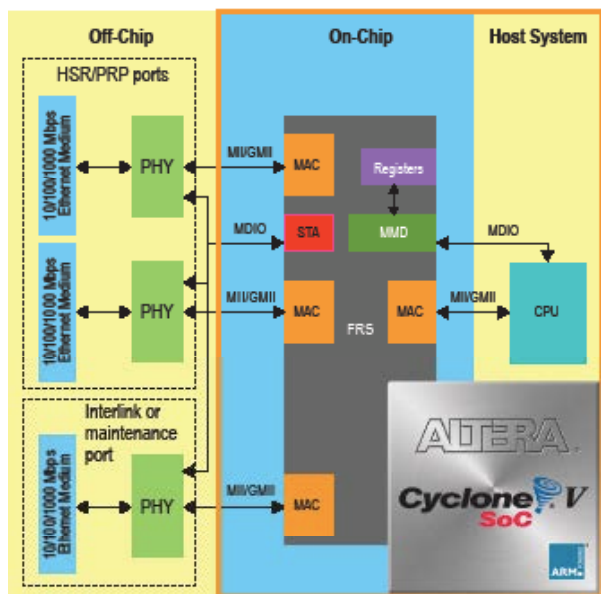 Off-Chip
On-Chip
Host System
HSR/PRP ports
10/100/1000 Mbps
Ethernet Medium
PHY
MII/GMII
MAC
Registers
MDIO
STA
MMD
MDIO
10/100/1000 Mbps
Ethernet Medium
PHY
MII/GMII
MAC
FRS
MAC
MII/GMII
CPU
Interlink or
maintenance
port
10/100/1000 Mbps
Ethernet Medium
PHY
MII/GMII
MAC
ALTERA
Cyclone V
SoC
ARM